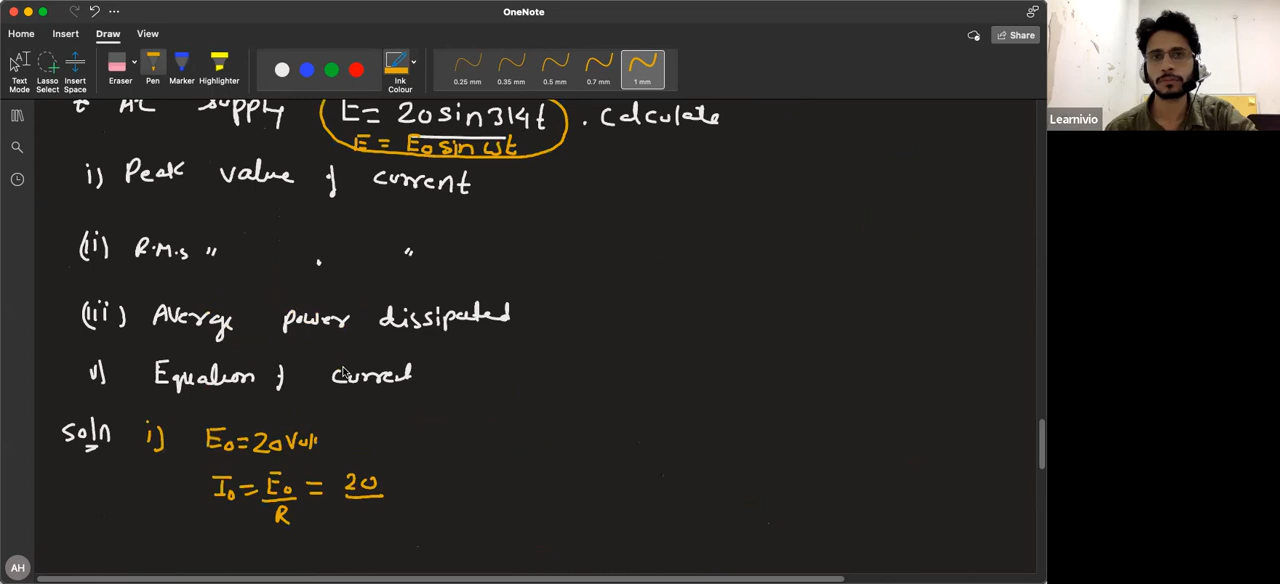 OneNote
Home Insert Draw View
Share
Text Mode
Lasso Select
Insert Space
Eraser
Pen
Marker
Highlighter
Ink Colour
0.25 mm
0.35 mm
0.5 mm
0.7 mm
1 mm
Learnivio
AC supply E = 20 sin 314t . calculate
E = E0 sin ωt
i) Peak value of current
(ii) R.M.S " . "
(iii) Average power dissipated
v) Equation of current
Soln i) E0 = 20 Volt
I0 = E0/R = 20
AH